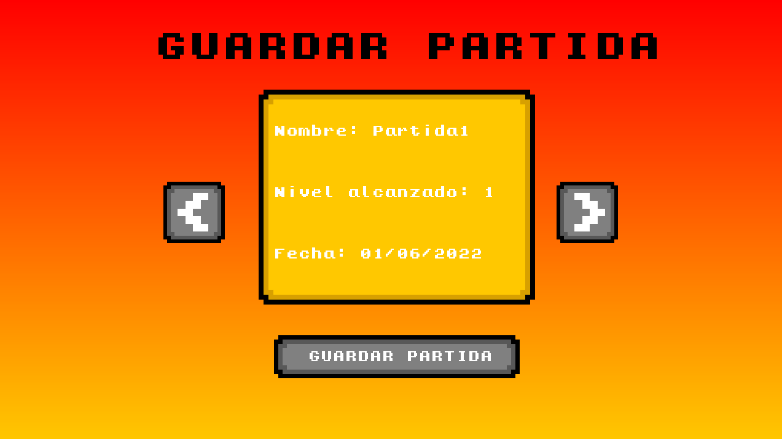 GUARDAR PARTIDA
Nombre: Partida1
Nivel alcanzado: 1
Fecha: 01/06/2022
GUARDAR PARTIDA